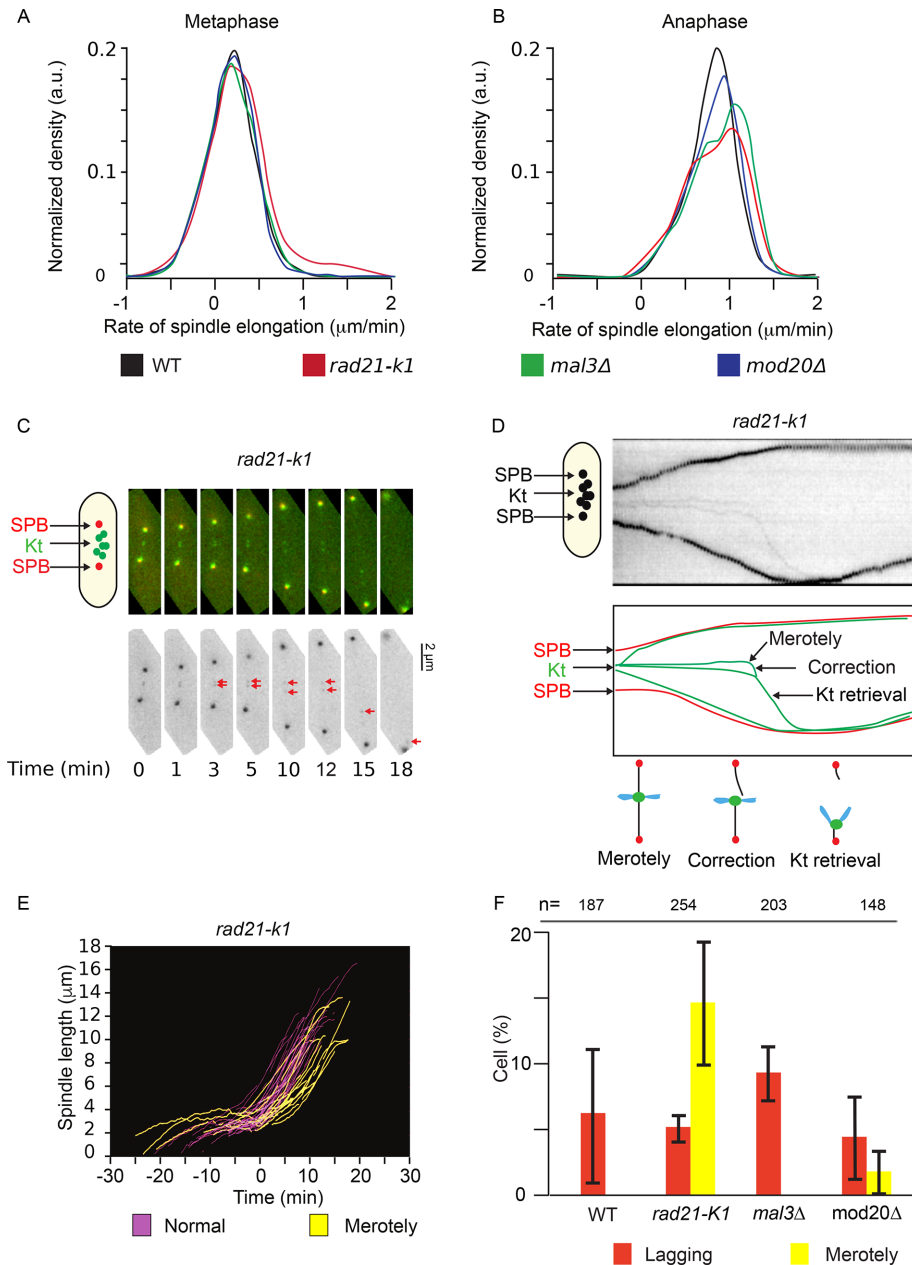 A
Metaphase
Normalized density (a.u.)
0.2
0.1
0
-1
0
1
2
Rate of spindle elongation (μm/min)
B
Anaphase
Normalized density (a.u.)
0.2
0.1
0
-1
0
1
2
Rate of spindle elongation (μm/min)
WT
rad21-k1
mal3Δ
mod20Δ
C
rad21-k1
SPB
Kt
SPB
2 μm
Time (min) 0 1 3 5 10 12 15 18
D
rad21-k1
SPB
Kt
SPB
SPB
Kt
SPB
Merotely
Correction
Kt retrieval
Merotely Correction Kt retrieval
E
rad21-k1
Spindle length (μm)
18
16
14
12
10
8
6
4
2
0
-30 -20 -10 0 10 20 30
Time (min)
Normal
Merotely
F
n= 187 254 203 148
Cell (%)
20
10
0
WT rad21-K1 mal3Δ mod20Δ
Lagging
Merotely